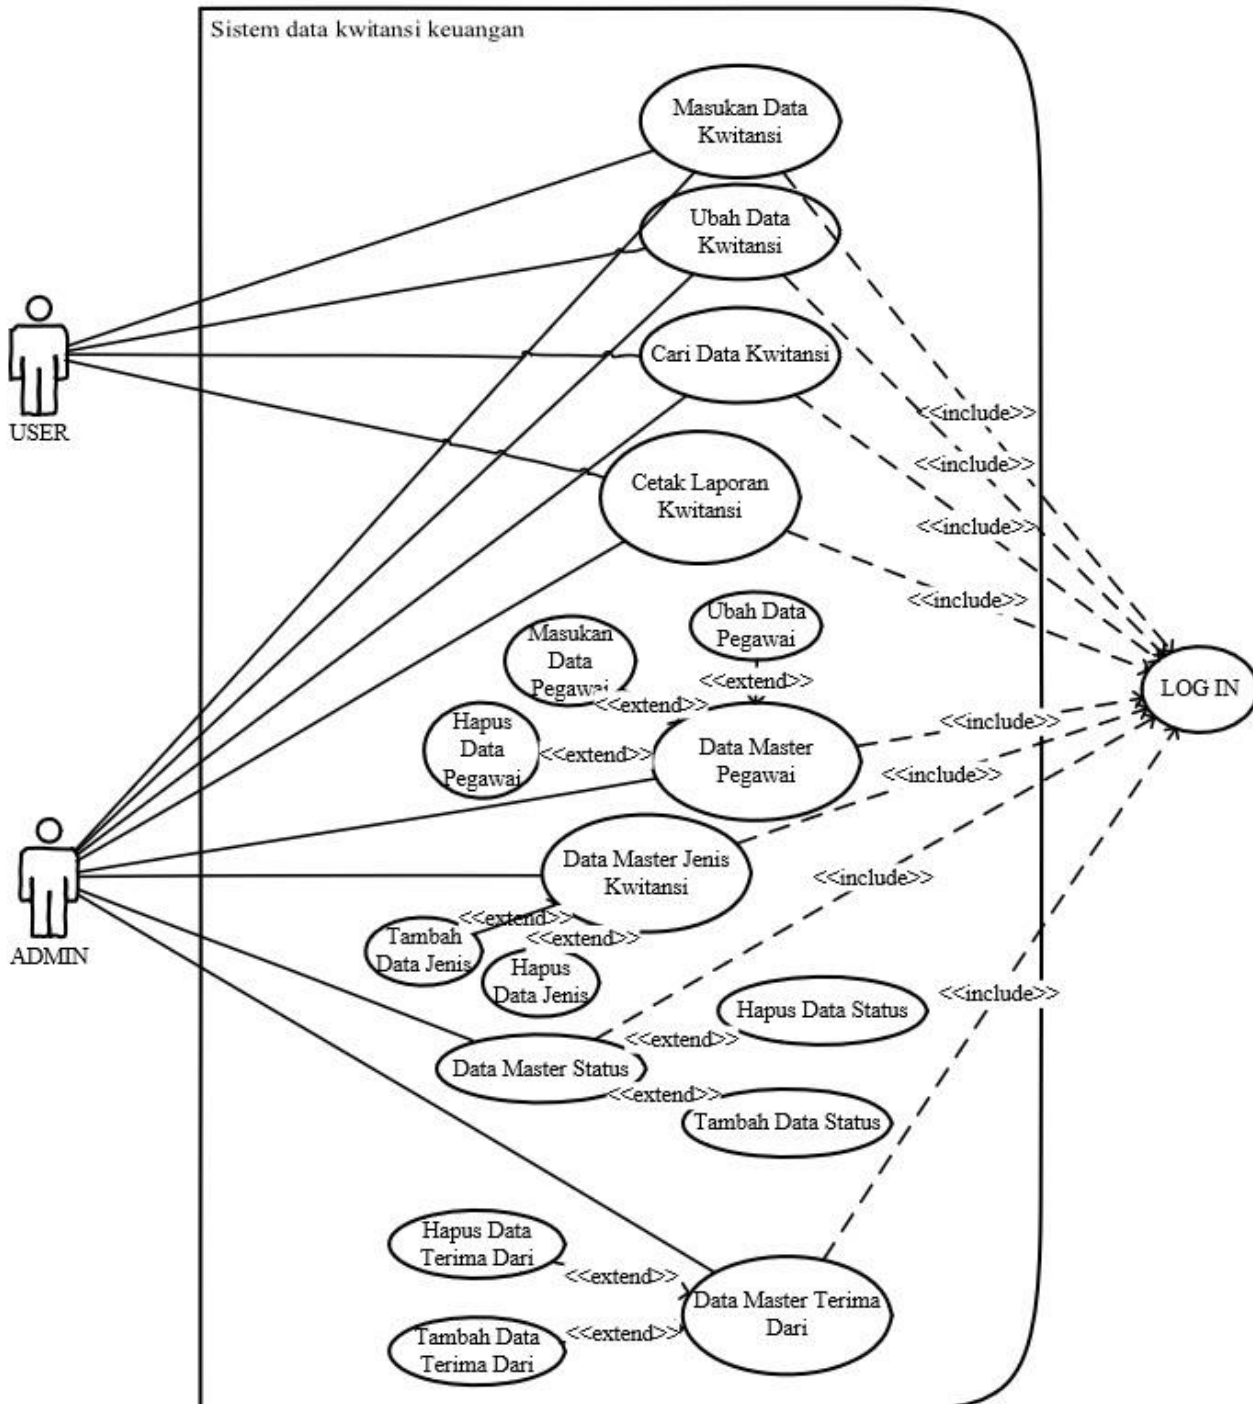 Sistem data kwitansi keuangan
Masukan Data
Kwitansi
Ubah Data
Kwitansi
Cari Data Kwitansi
USER
<<include>>
<<include>>
Cetak Laporan
Kwitansi
<<include>>
<<include>>
Ubah Data
Pegawai
Masukan
Data
Pegawai
<<extend>>
<<extend>>
LOG IN
Hapus
Data
Pegawai
<<extend>>
Data Master
Pegawai
<<include>>
<<include>>
Data Master Jenis
Kwitansi
<<include>>
ADMIN
<<extend>>
<<extend>>
Tambah
Data Jenis
Hapus
Data Jenis
<<include>>
Hapus Data Status
<<extend>>
Data Master Status
<<extend>>
Tambah Data Status
Hapus Data
Terima Dari
<<extend>>
Data Master Terima
Dari
<<extend>>
Tambah Data
Terima Dari